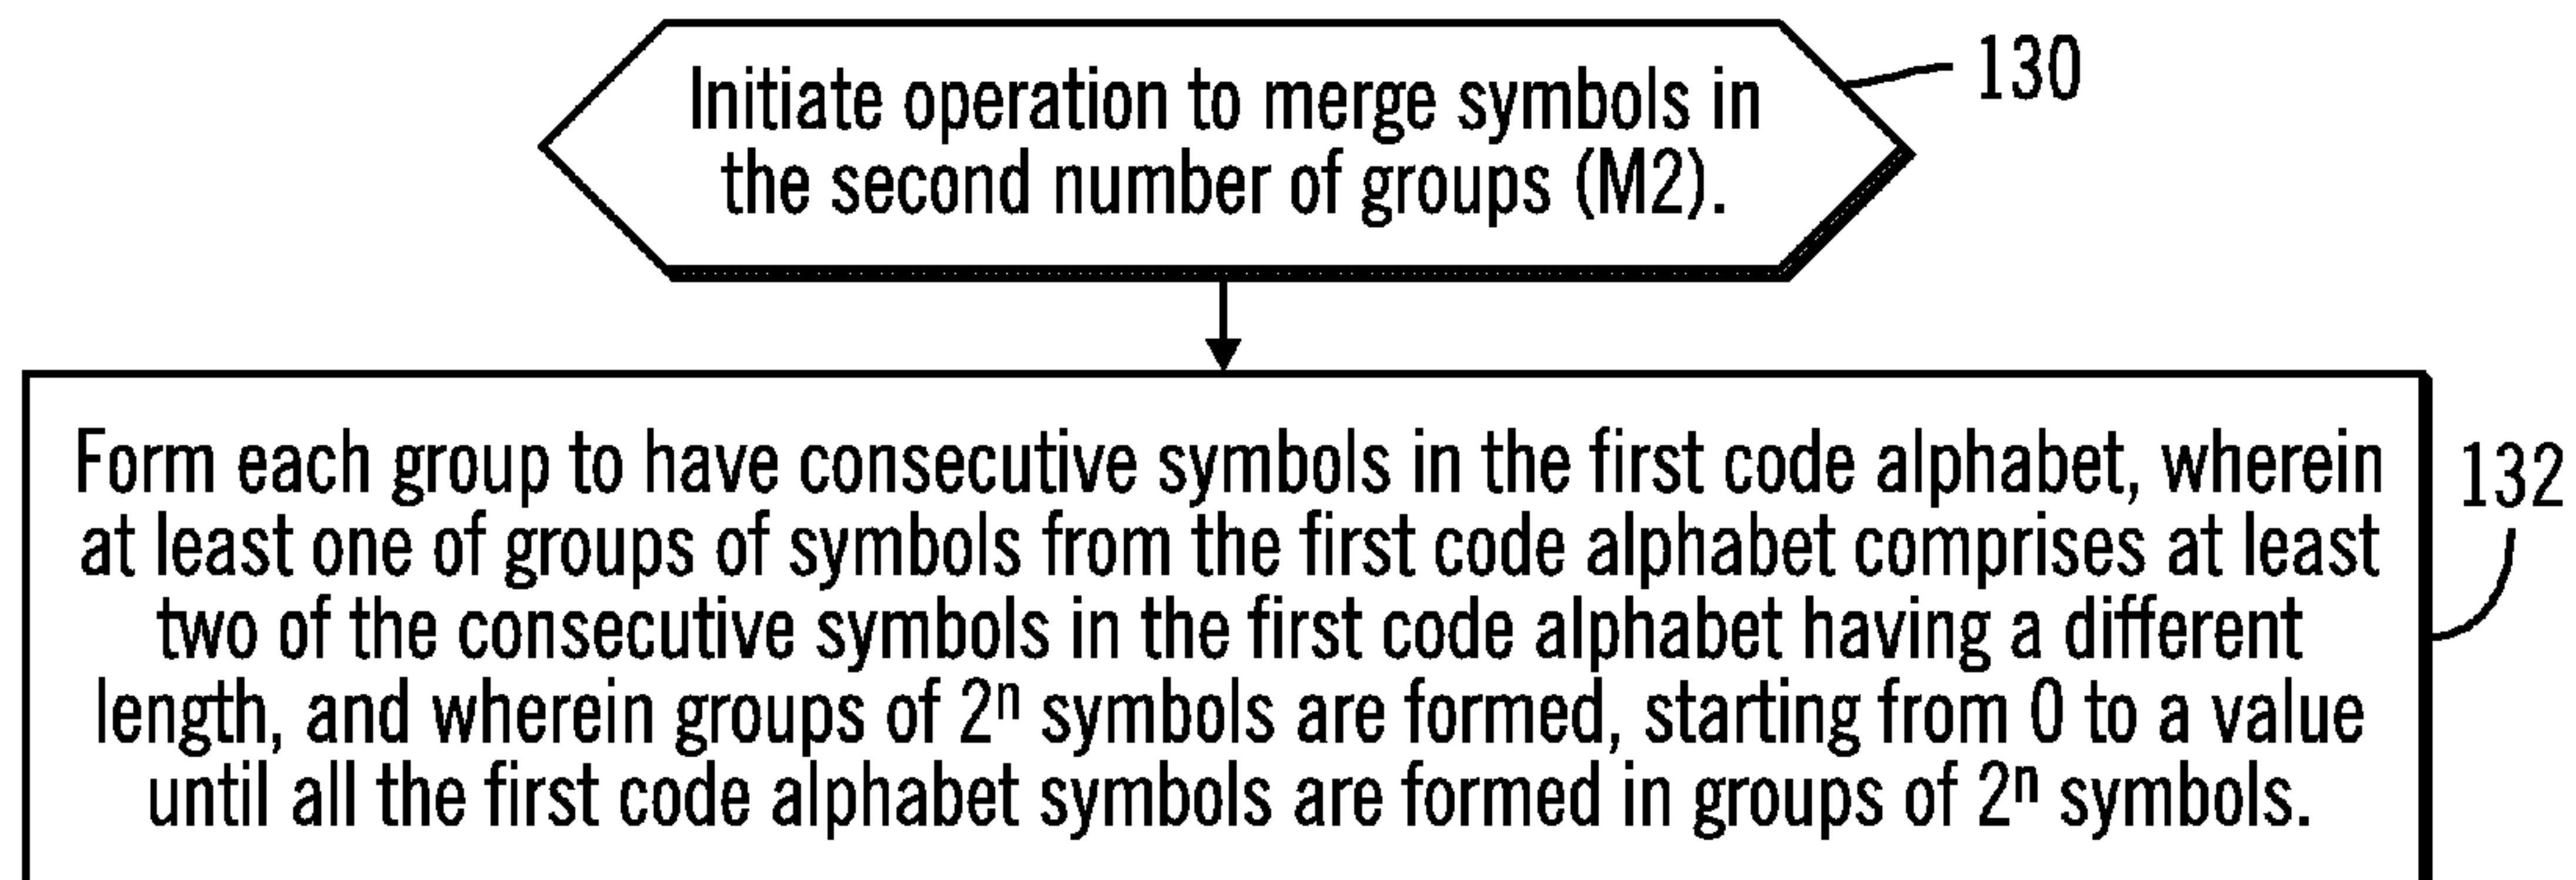 Initiate operation to merge symbols in
the second number of groups (M2).
130
Form each group to have consecutive symbols in the first code alphabet, wherein
at least one of groups of symbols from the first code alphabet comprises at least
two of the consecutive symbols in the first code alphabet having a different
length, and wherein groups of 2ⁿ symbols are formed, starting from 0 to a value
until all the first code alphabet symbols are formed in groups of 2ⁿ symbols.
132